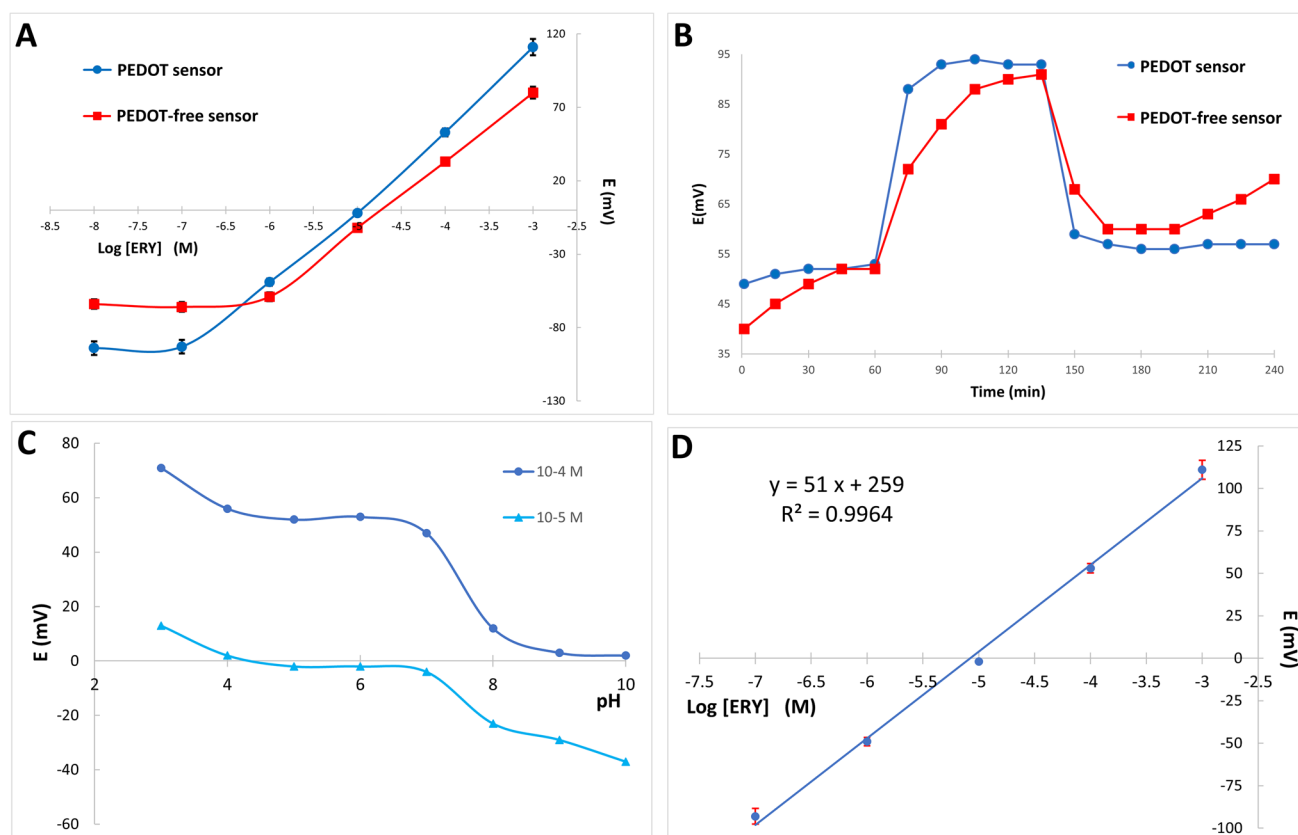 A
PEDOT sensor
PEDOT-free sensor
120
70
20
-30
-80
-130
E (mV)
-8.5 -8 -7.5 -7 -6.5 -6 -5.5 -5 -4.5 -4 -3.5 -3 -2.5
Log [ERY] (M)
B
PEDOT sensor
PEDOT-free sensor
95
85
75
65
55
45
35
E(mV)
0 30 60 90 120 150 180 210 240
Time (min)
C
10-4 M
10-5 M
80
60
40
20
0
-20
-40
-60
E (mV)
2 4 6 8 10
pH
D
y = 51 x + 259
R² = 0.9964
125
100
75
50
25
0
-25
-50
-75
-100
E (mV)
-7.5 -7 -6.5 -6 -5.5 -5 -4.5 -4 -3.5 -3 -2.5
Log [ERY] (M)